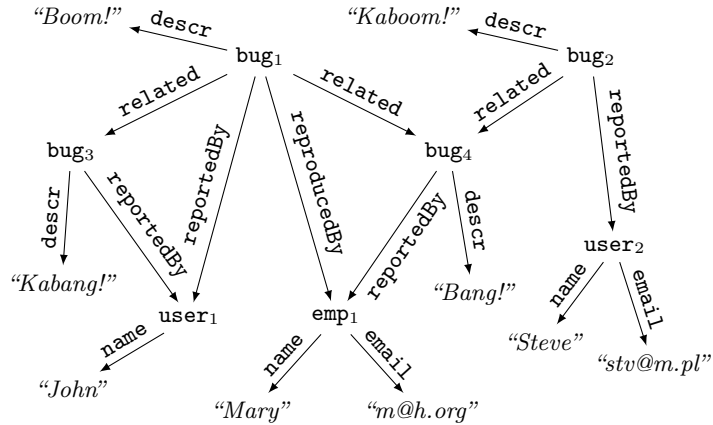 “Boom!” descr “Kaboom!” descr
bug₁ bug₂
related related related
reportedBy reproducedBy reportedBy
bug₃ bug₄
descr reportedBy reportedBy descr
user₂
“Kabang!” “Bang!” name email
user₁ emp₁
name name email “Steve” “stv@m.pl”
“John” “Mary” “m@h.org”